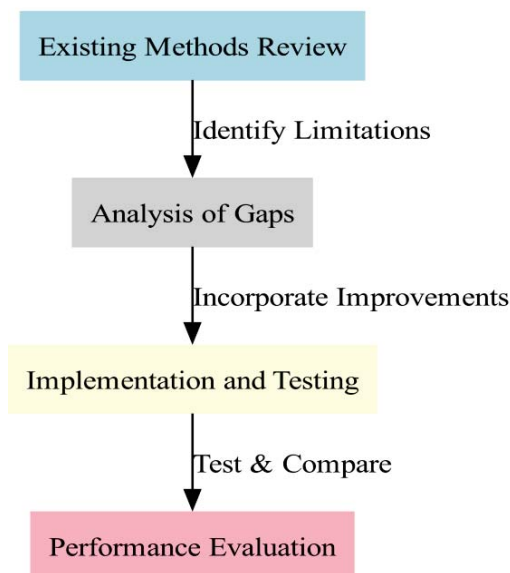 Existing Methods Review
Identify Limitations
Analysis of Gaps
Incorporate Improvements
Implementation and Testing
Test & Compare
Performance Evaluation